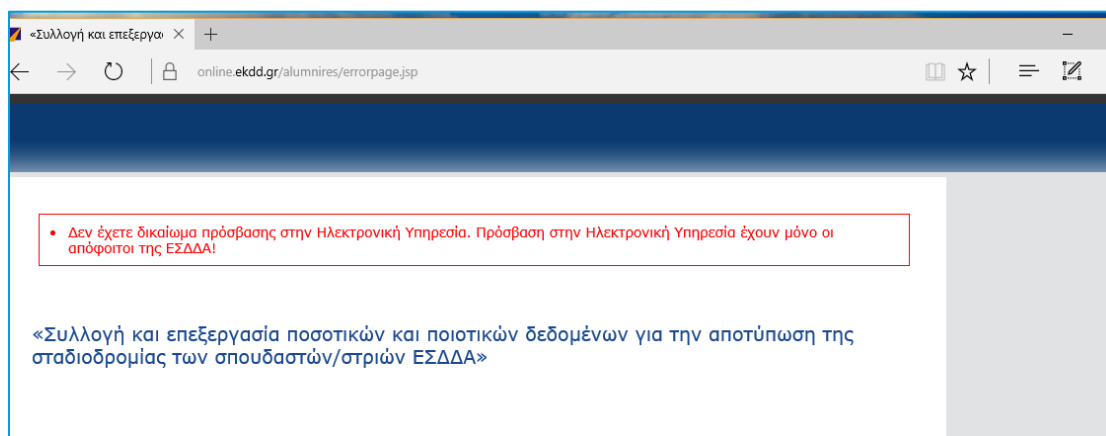 «Συλλογή και επεξεργα
online.ekdd.gr/alumnires/errorpage.jsp
• Δεν έχετε δικαίωμα πρόσβασης στην Ηλεκτρονική Υπηρεσία. Πρόσβαση στην Ηλεκτρονική Υπηρεσία έχουν μόνο οι
απόφοιτοι της ΕΣΔΔΑ!
«Συλλογή και επεξεργασία ποσοτικών και ποιοτικών δεδομένων για την αποτύπωση της
σταδιοδρομίας των σπουδαστών/στριών ΕΣΔΔΑ»